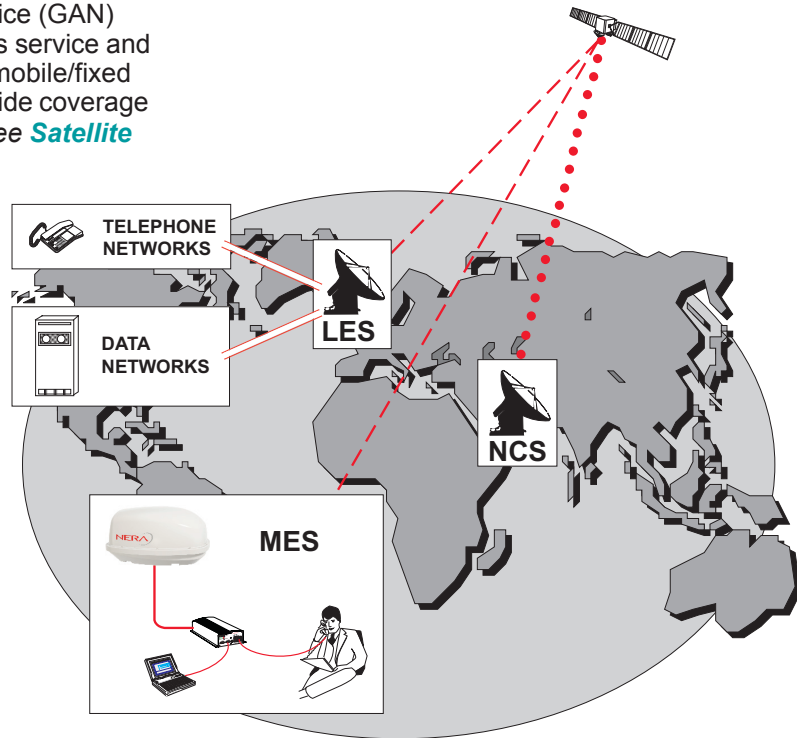 ice (GAN)
s service and
mobile/fixed
ide coverage
ee Satellite
TELEPHONE
NETWORKS
LES
DATA
NETWORKS
NCS
MES
NERA